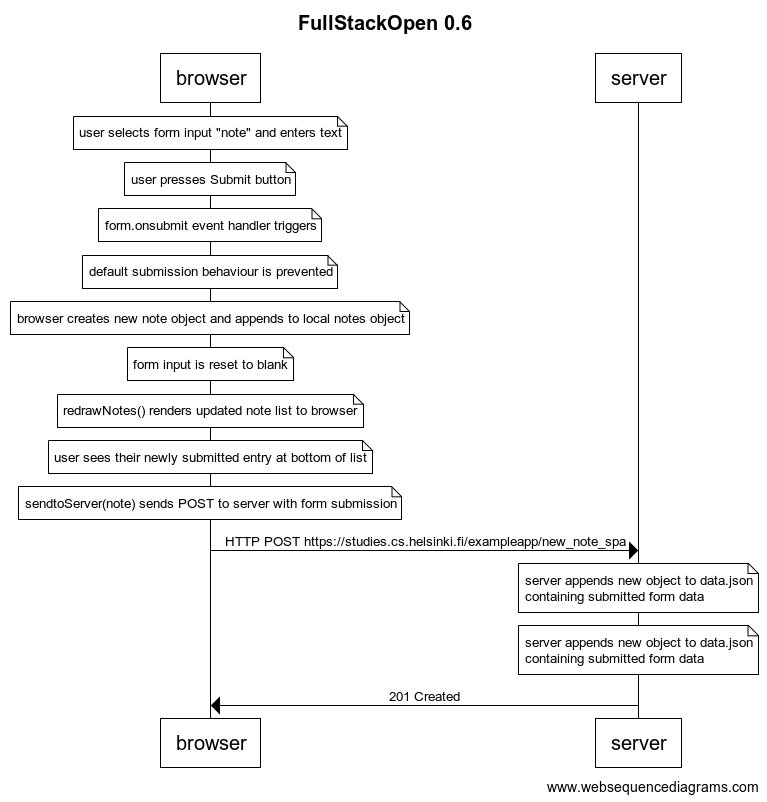 FullStackOpen 0.6
browser
server
user selects form input "note" and enters text
user presses Submit button
form.onsubmit event handler triggers
default submission behaviour is prevented
browser creates new note object and appends to local notes object
form input is reset to blank
redrawNotes() renders updated note list to browser
user sees their newly submitted entry at bottom of list
sendtoServer(note) sends POST to server with form submission
HTTP POST https://studies.cs.helsinki.fi/exampleapp/new_note_spa
server appends new object to data.json
containing submitted form data
server appends new object to data.json
containing submitted form data
201 Created
browser
server
www.websequencediagrams.com